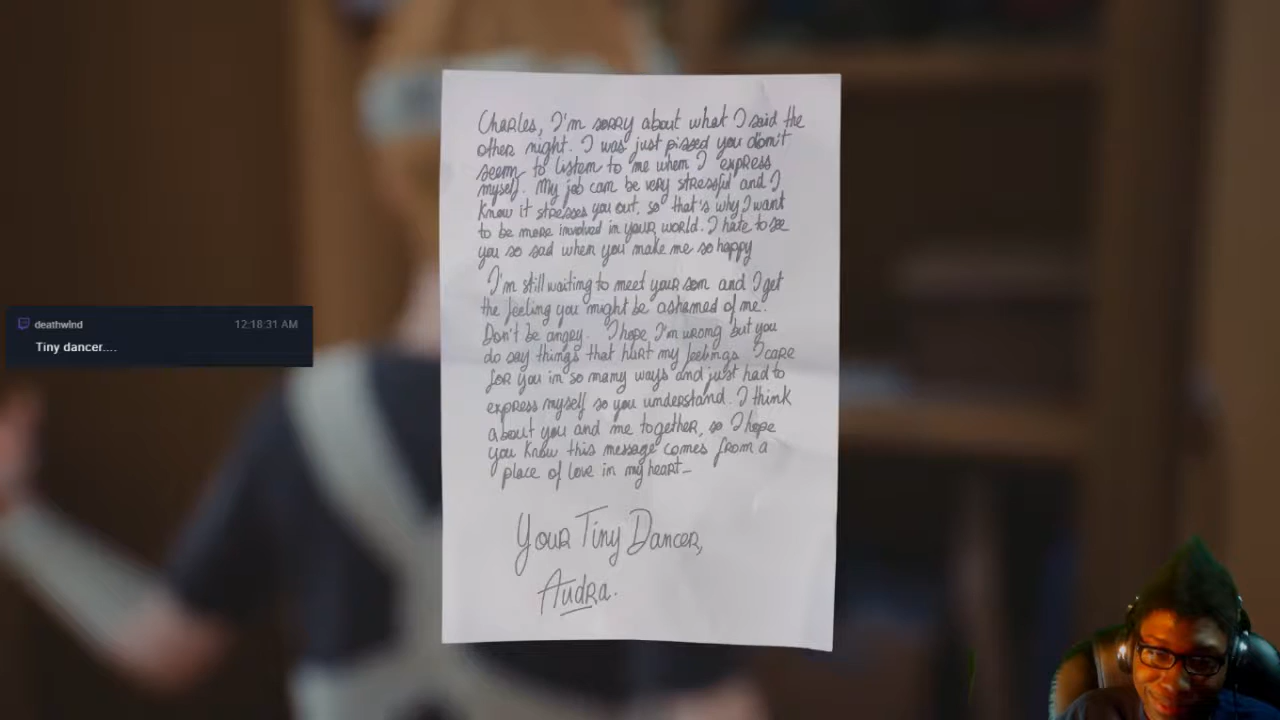 Charles, I'm sorry about what I said the
other night. I was just pissed you don't
seem to listen to me when I express
myself. My job can be very stressful and I
know it stresses you out, so that's why I want
to be more involved in your world. I hate to see
you so sad when you make me so happy
I'm still waiting to meet your son and I get
the feeling you might be ashamed of me.
Don't be angry. I hope I'm wrong but you
do say things that hurt my feelings. I care
for you in so many ways and just had to
express myself so you understand. I think
about you and me together, so I hope
you know this message comes from a
place of love in my heart_
Your Tiny Dancer,
Audra.
deathwind 12:18:31 AM
Tiny dancer....